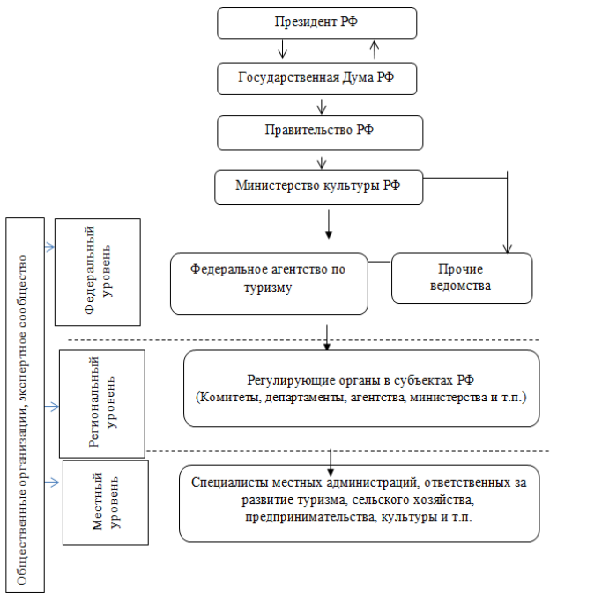 Президент РФ
Государственная Дума РФ
Правительство РФ
Министерство культуры РФ
Федеральное агентство по
туризму
Прочие
ведомства
Регулирующие органы в субъектах РФ
(Комитеты, департаменты, агентства, министерства и т.п.)
Специалисты местных администраций, ответственных за
развитие туризма, сельского хозяйства,
предпринимательства, культуры и т.п.
Общественные организации, экспертное сообщество
Федеральный
уровень
Региональный
уровень
Местный
уровень